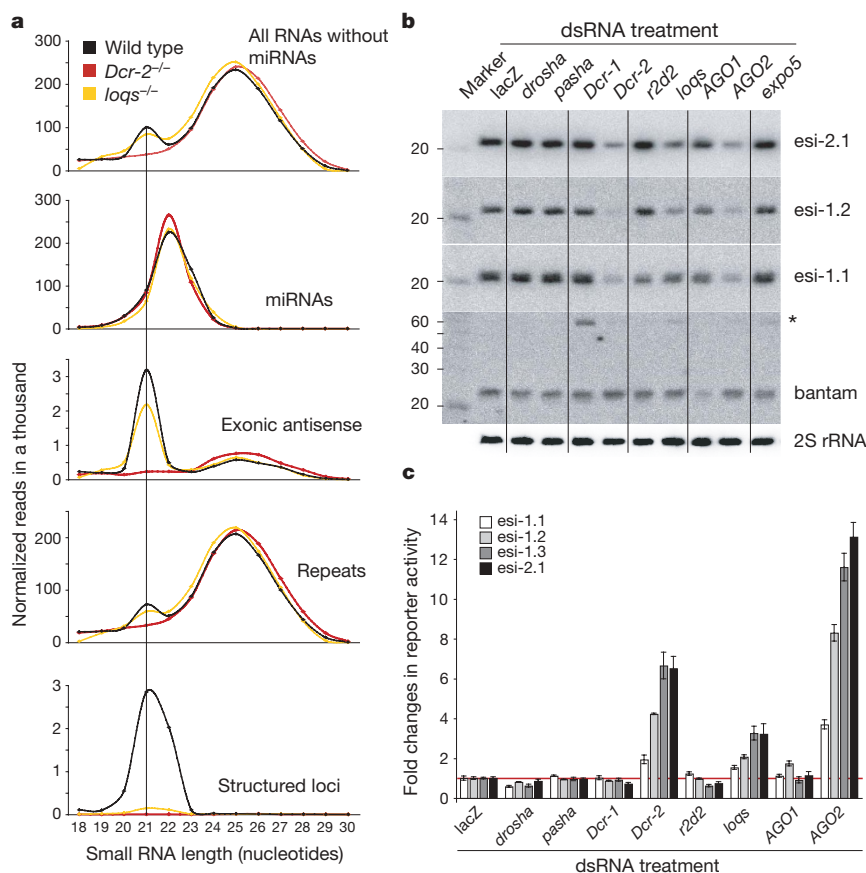 a
Wild type
Dcr-2–/–
loqs–/–
All RNAs without
miRNAs
300
200
100
0
miRNAs
300
200
100
0
Exonic antisense
3
2
1
0
Repeats
200
100
0
Structured loci
3
2
1
0
18 19 20 21 22 23 24 25 26 27 28 29 30
Small RNA length (nucleotides)
Normalized reads in a thousand
b
dsRNA treatment
Marker lacZ drosha pasha Dcr-1 Dcr-2 r2d2 loqs AGO1 AGO2 expo5
20 esi-2.1
20 esi-1.2
20 esi-1.1
60 *
40
30
20 bantam
2S rRNA
c
esi-1.1
esi-1.2
esi-1.3
esi-2.1
14
12
10
8
6
4
2
0
Fold changes in reporter activity
lacZ drosha pasha Dcr-1 Dcr-2 r2d2 loqs AGO1 AGO2
dsRNA treatment